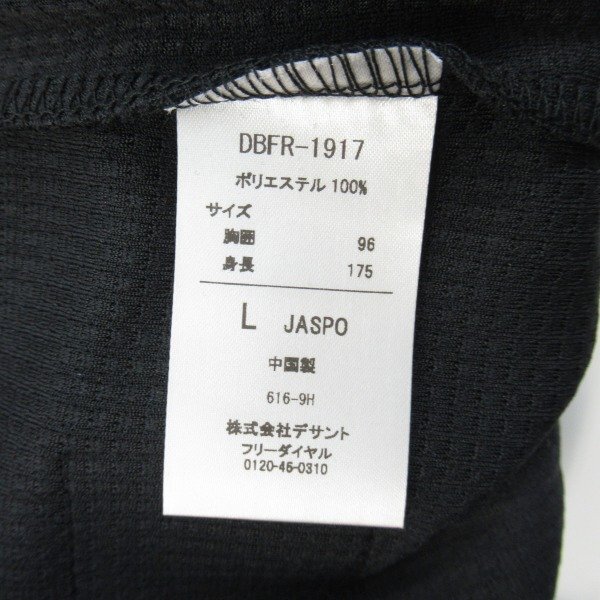 DBFR-1917
ポリエステル 100%
サイズ
胸囲 96
身長 175
L JASPO
中国製
616-9H
株式会社デサント
フリーダイヤル
0120-46-0310